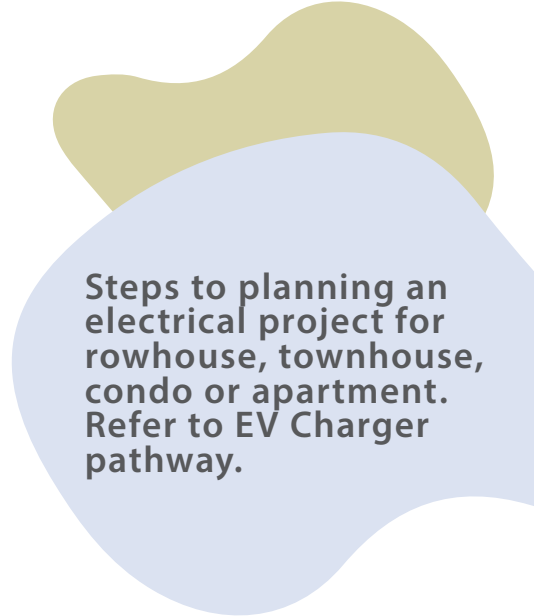 Steps to planning an
electrical project for
rowhouse, townhouse,
condo or apartment.
Refer to EV Charger
pathway.